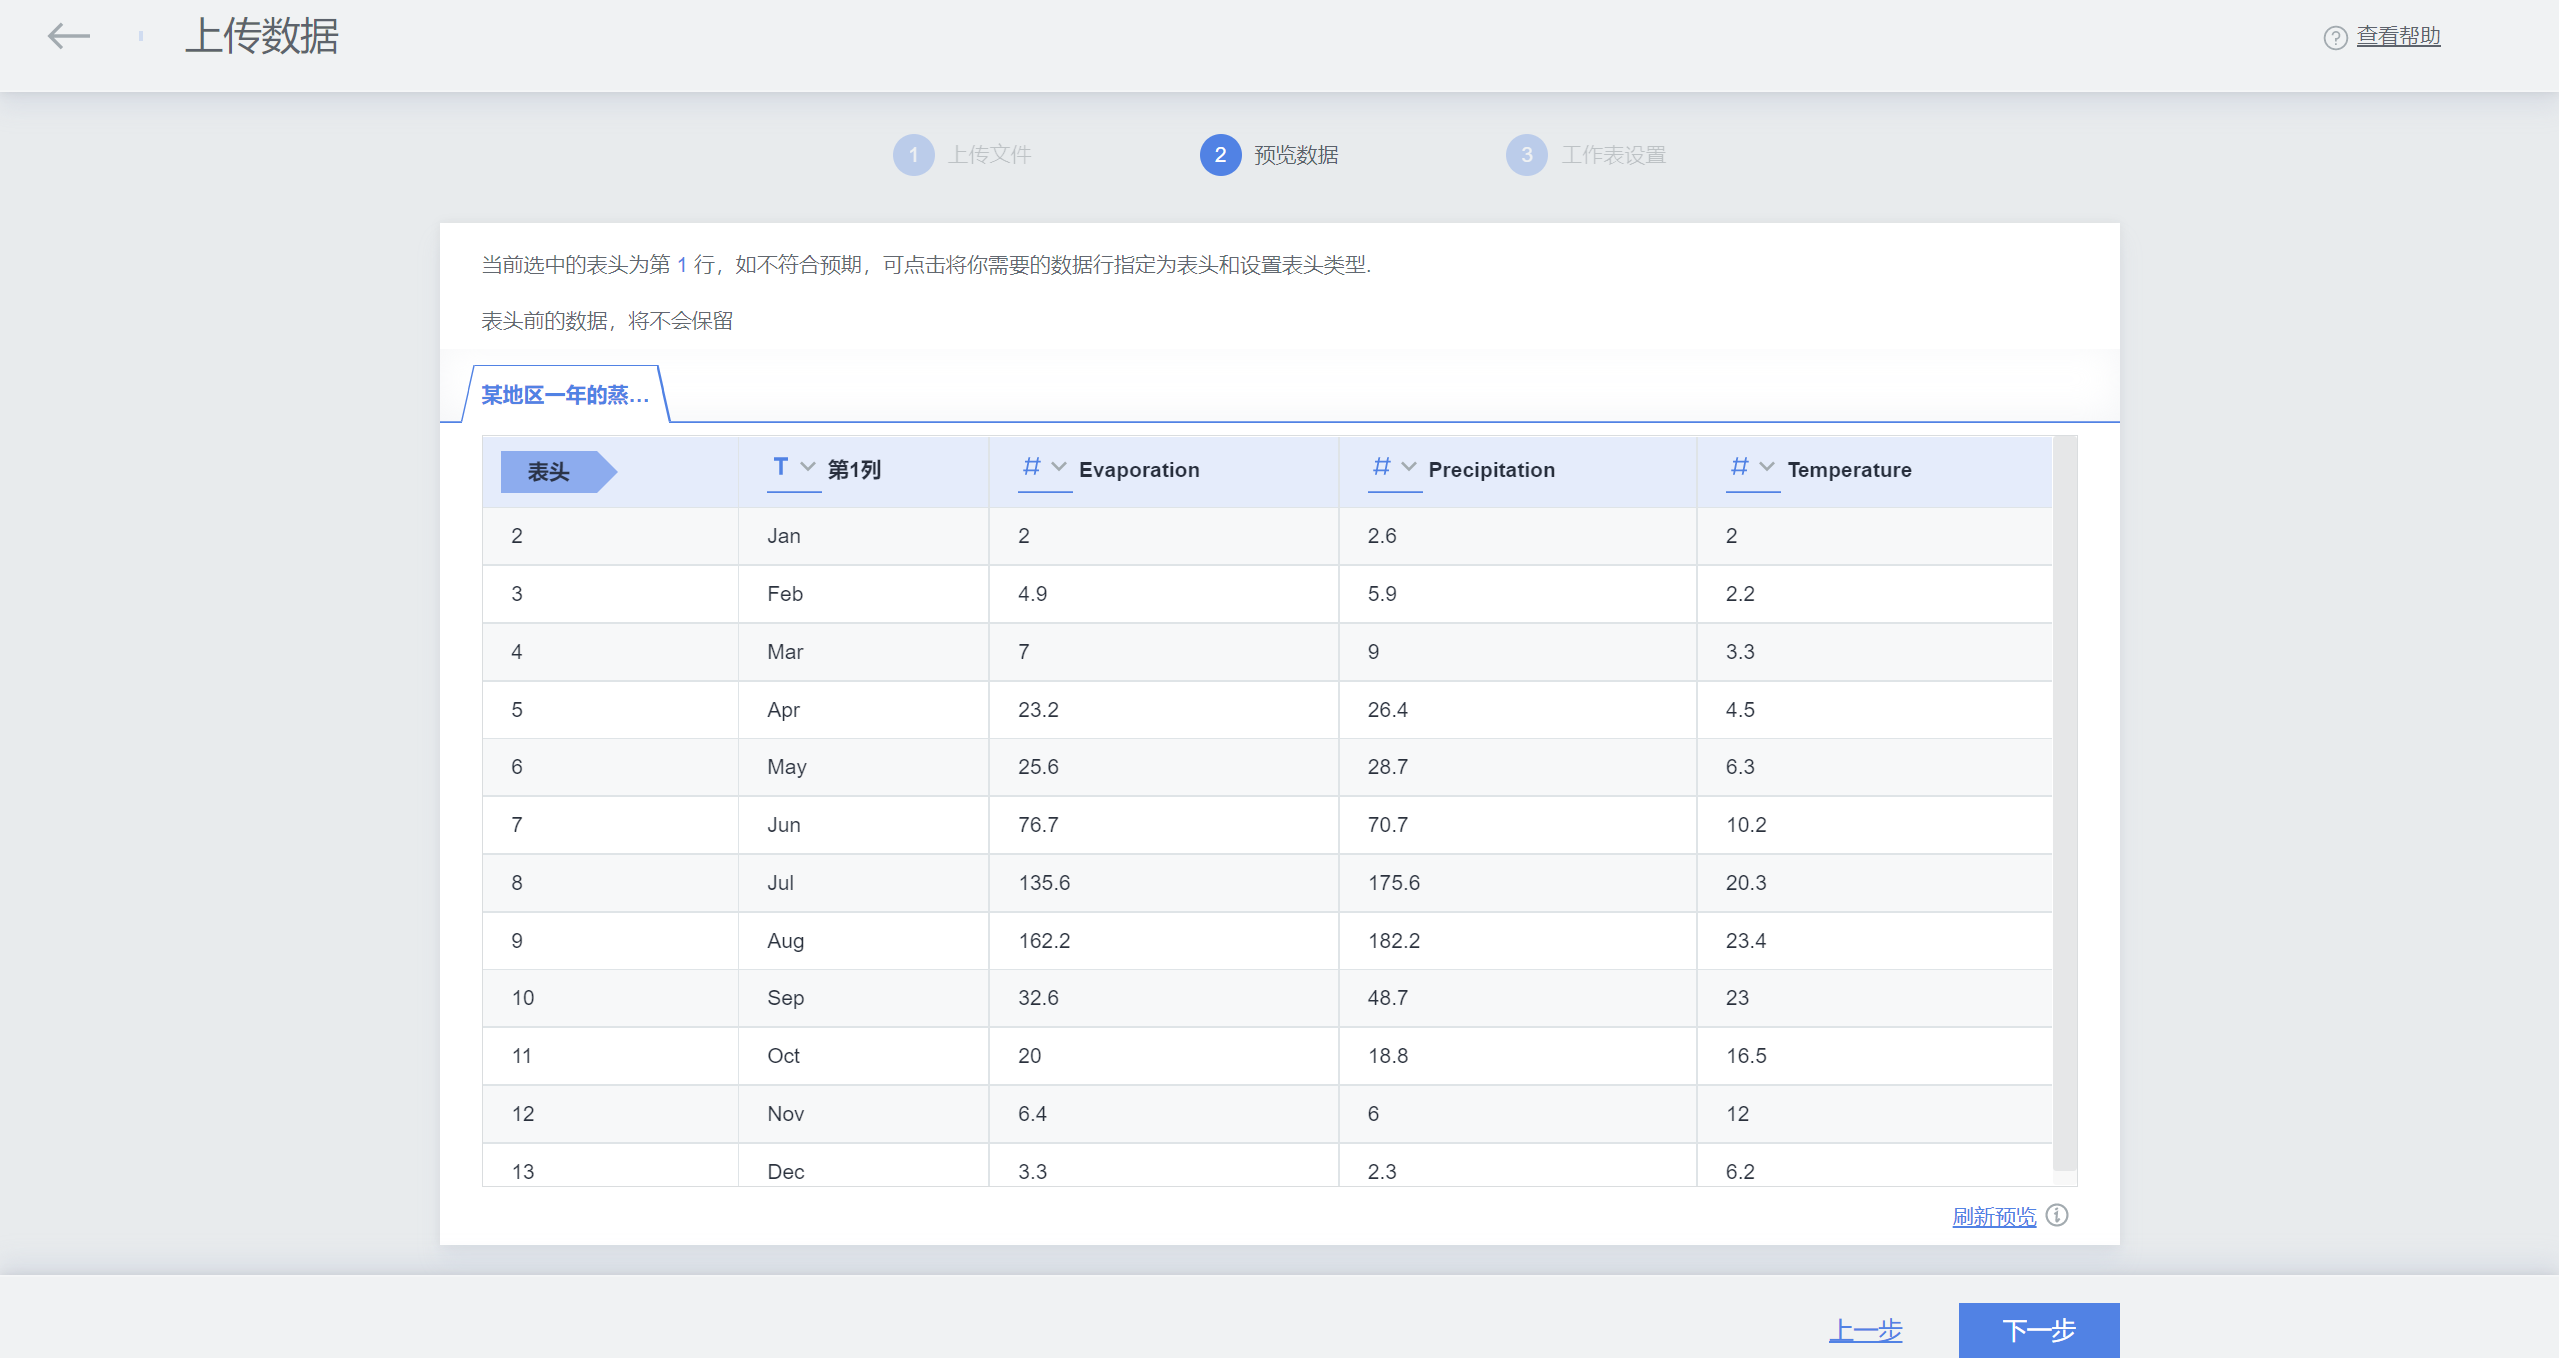 上传数据
查看帮助
1 上传文件
2 预览数据
3 工作表设置
当前选中的表头为第 1 行，如不符合预期，可点击将你需要的数据行指定为表头和设置表头类型.
表头前的数据，将不会保留
某地区一年的蒸...
表头 T 第1列 # Evaporation # Precipitation # Temperature
2 Jan 2 2.6 2
3 Feb 4.9 5.9 2.2
4 Mar 7 9 3.3
5 Apr 23.2 26.4 4.5
6 May 25.6 28.7 6.3
7 Jun 76.7 70.7 10.2
8 Jul 135.6 175.6 20.3
9 Aug 162.2 182.2 23.4
10 Sep 32.6 48.7 23
11 Oct 20 18.8 16.5
12 Nov 6.4 6 12
13 Dec 3.3 2.3 6.2
刷新预览
上一步 下一步